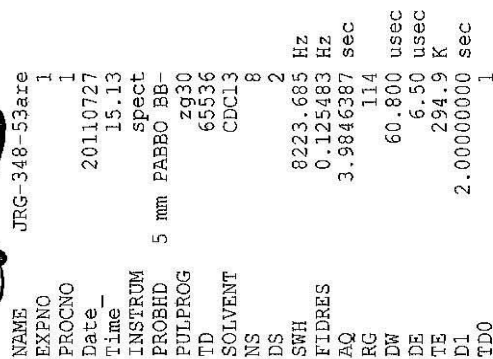 NAME JRG-348-53are
EXPNO 1
PROCNO 1
Date_ 20110727
Time 15.13
INSTRUM spect
PROBHD 5 mm PABBO BB-
PULPROG zg30
TD 65536
SOLVENT CDCl3
NS 8
DS 2
SWH 8223.685 Hz
FIDRES 0.125483 Hz
AQ 3.9846387 sec
RG 114
DW 60.800 usec
DE 6.50 usec
TE 294.9 K
D1 2.00000000 sec
TD0 1